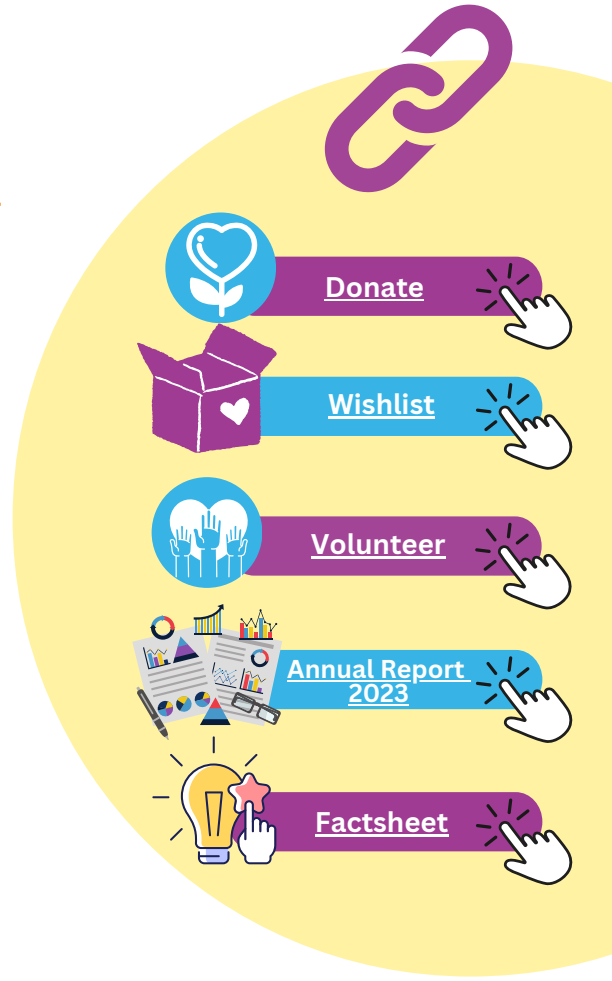 Donate
Wishlist
Volunteer
Annual Report
2023
Factsheet